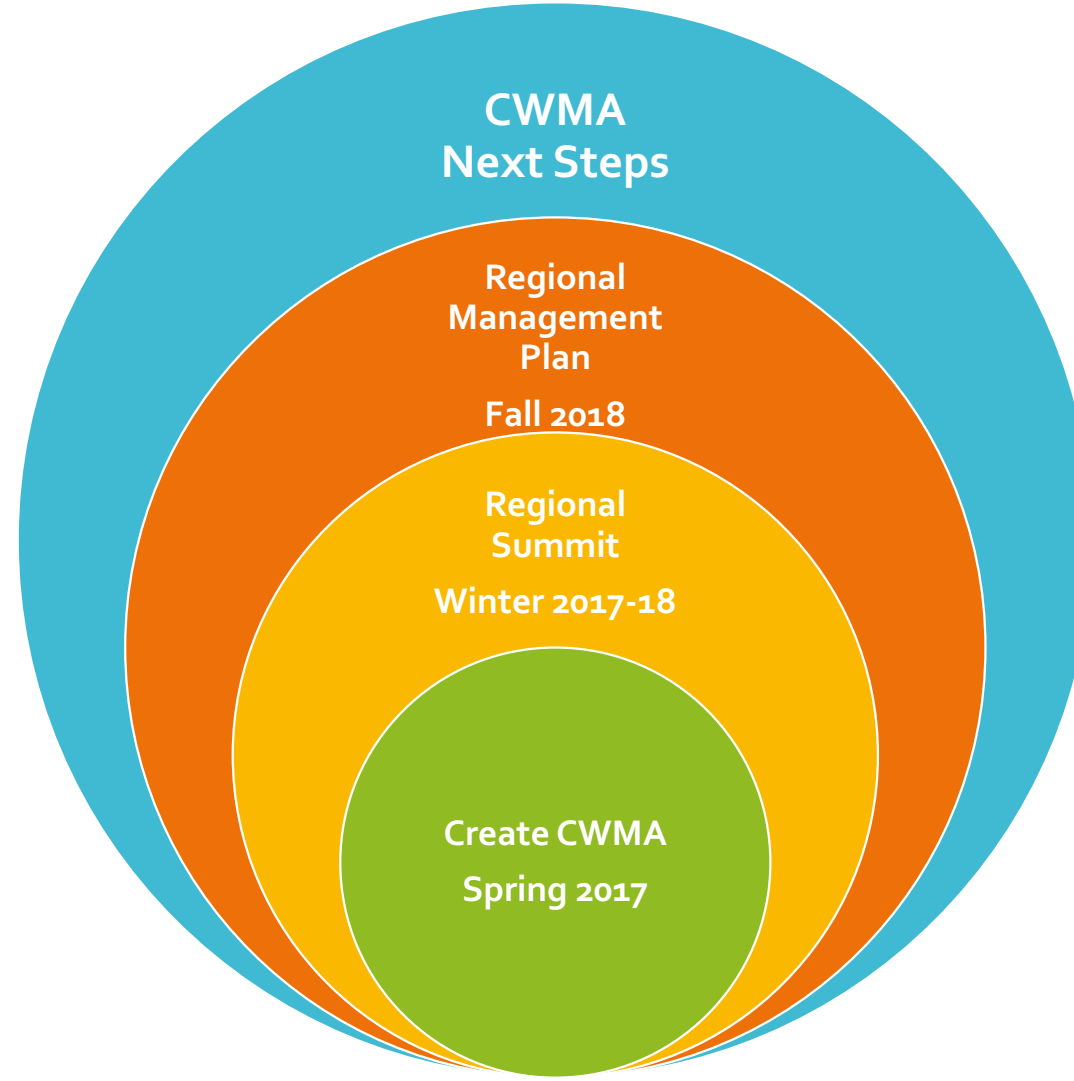 CWMA
Next Steps
Regional
Management
Plan
Fall 2018
Regional
Summit
Winter 2017-18
Create CWMA
Spring 2017